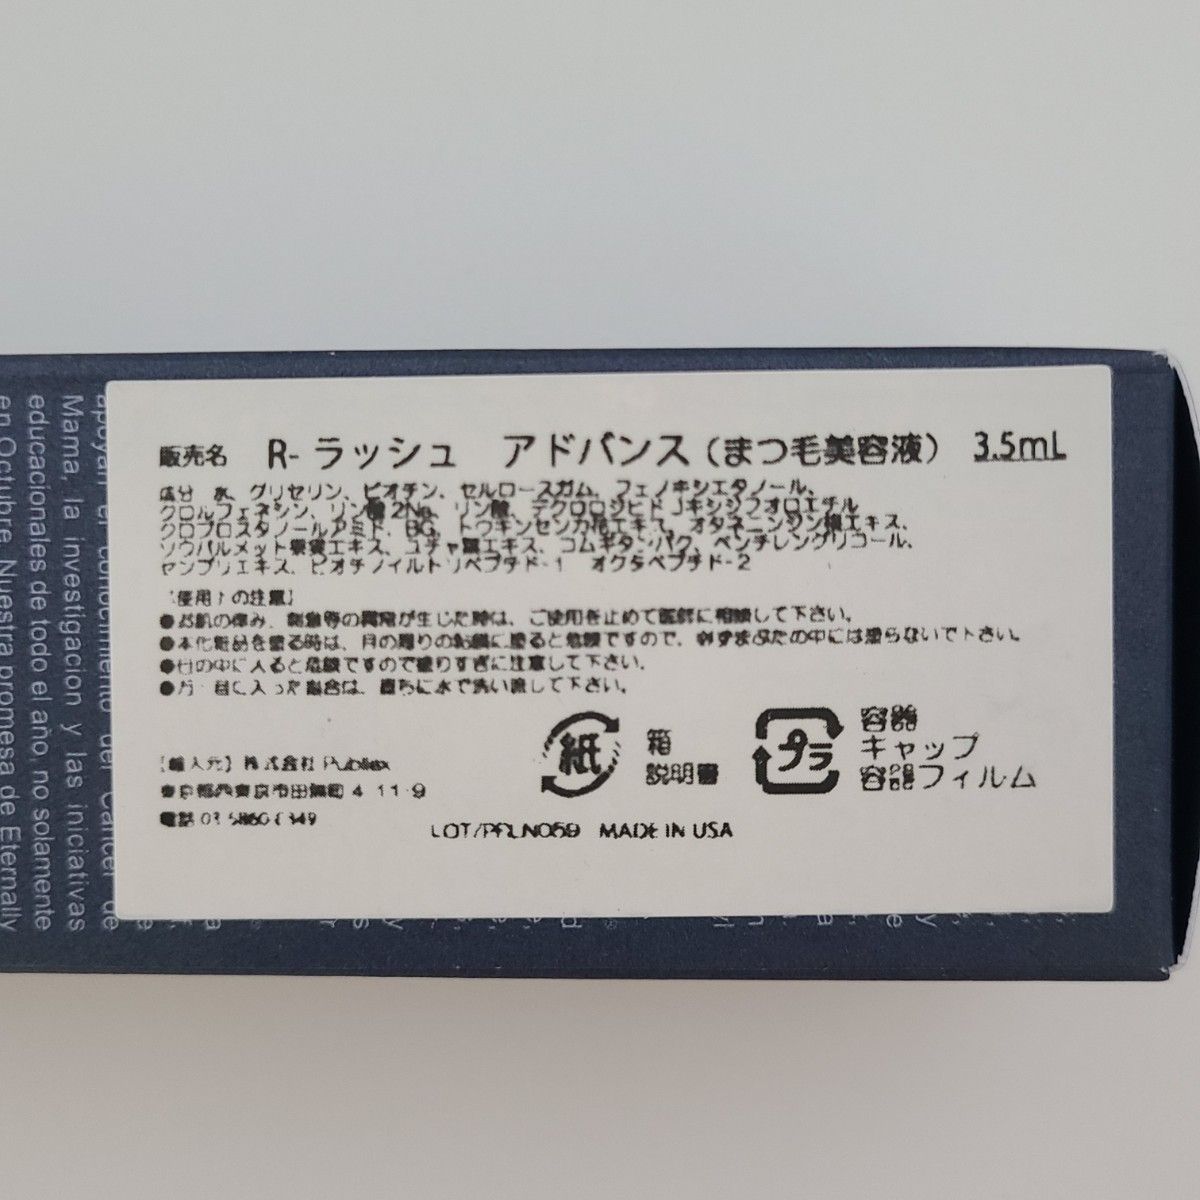 販売名 R-ラッシュ アドバンス（まつ毛美容液） 3.5mL
成分 水、グリセリン、ビオチン、セルロースガム、フェノキシエタノール、
クロルフェネシン、リン酸2Na、リン酸、デクロロジヒドロキシジフルオロエチル
クロプロステノールアミド、BG、トウキンセンカ花エキス、オタネニンジン根エキス、
ソウパルメット果実エキス、ユチャ葉エキス、コムギタンパク、ペンチレングリコール、
ヤンブリエキス、ビオチノイルトリペプチド-1 オクタペプチド-2
【使用上の注意】
●お肌の痒み、刺激等の異常が生じた時は、ご使用を止めて医師に相談して下さい。
●本化粧品を塗る時は、目の周りの粘膜に塗ると危険ですので、必ずまぶたの中には塗らないで下さい。
●目の中に入ると危険ですので塗りすぎに注意して下さい。
●万一目に入った場合は、直ちに水で洗い流して下さい。
紙
箱
説明書
プラ
容器
キャップ
容器フィルム
【輸入元】株式会社
東京都西東京市田無町 4 11-9
電話 03
MADE IN USA
Mama, la investigacion y las iniciativas
educacionales de todo el año, no solamente
en Octubre. Nuestra promesa de Eternally